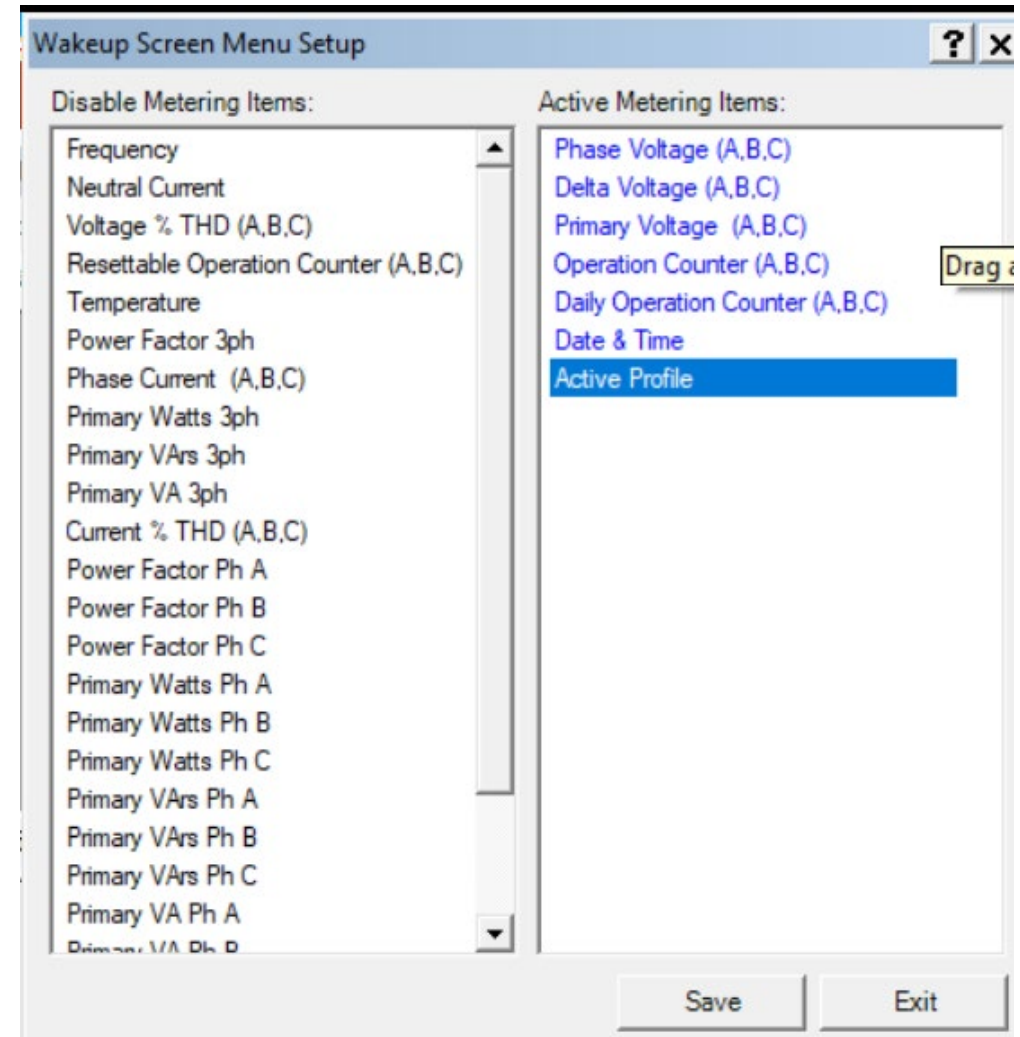 Wakeup Screen Menu Setup
? ×
Disable Metering Items:
Frequency
Neutral Current
Voltage % THD (A,B,C)
Resettable Operation Counter (A,B,C)
Temperature
Power Factor 3ph
Phase Current (A,B,C)
Primary Watts 3ph
Primary VArs 3ph
Primary VA 3ph
Current % THD (A,B,C)
Power Factor Ph A
Power Factor Ph B
Power Factor Ph C
Primary Watts Ph A
Primary Watts Ph B
Primary Watts Ph C
Primary VArs Ph A
Primary VArs Ph B
Primary VArs Ph C
Primary VA Ph A
Primary VA Ph B
Active Metering Items:
Phase Voltage (A,B,C)
Delta Voltage (A,B,C)
Primary Voltage (A,B,C)
Operation Counter (A,B,C)
Daily Operation Counter (A,B,C)
Date & Time
Active Profile
Drag a
Save
Exit